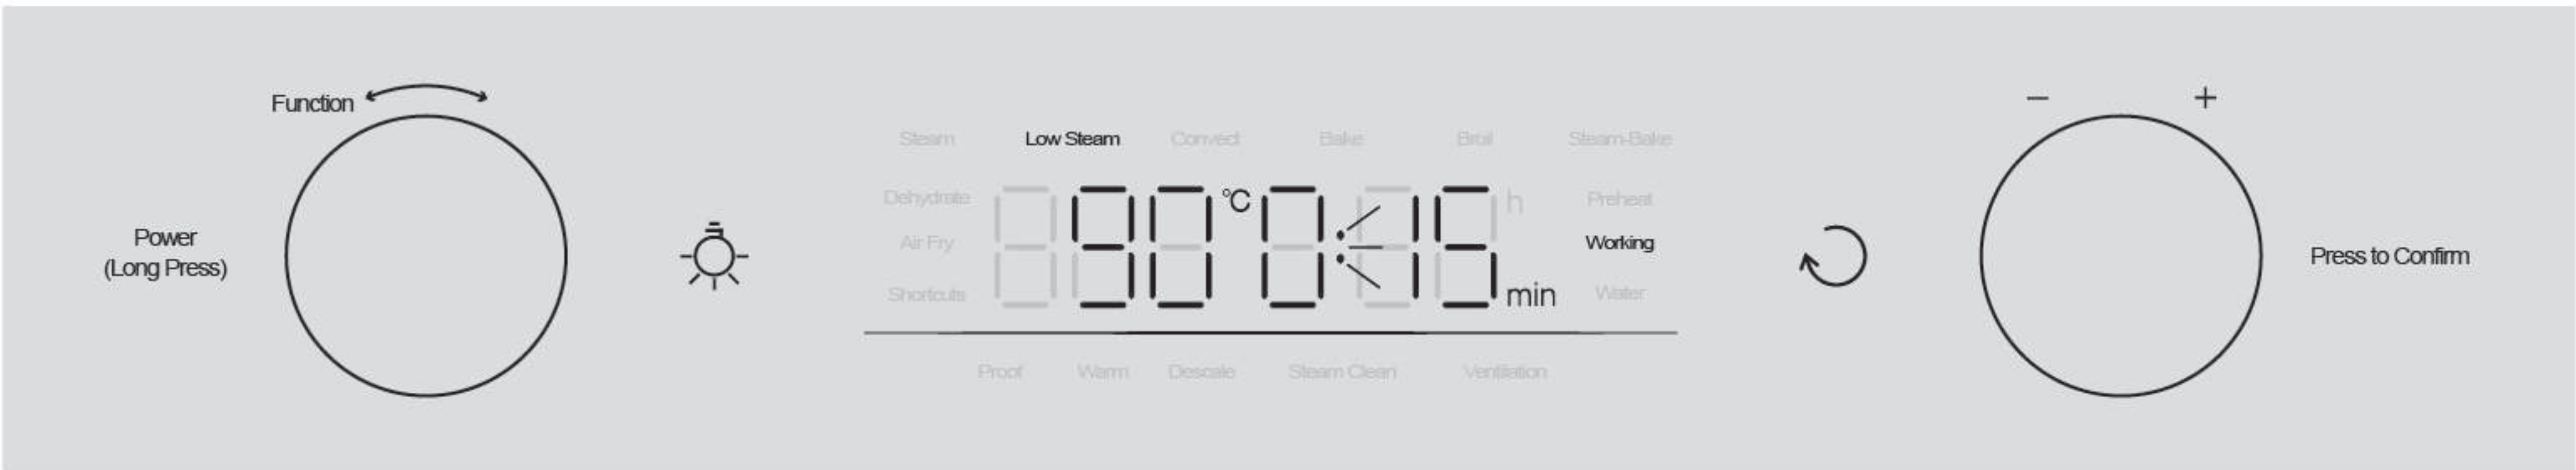 Function
Power
(Long Press)
Steam Low Steam Convect Bake Broil Steam-Bake
Dehydrate
Air Fry
Shortcuts
90 °C 0:15 h min
Preheat
Working
Water
Proof Warm Descale Steam Clean Ventilation
− +
Press to Confirm